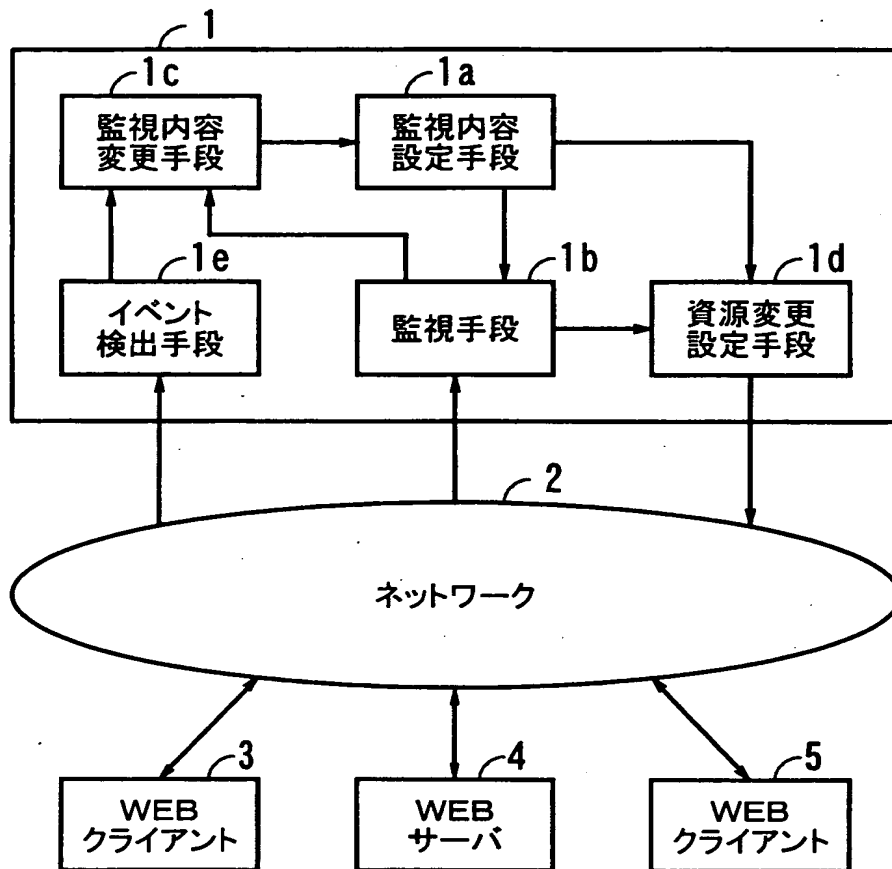 1
1c
監視内容
変更手段
1a
監視内容
設定手段
1e
イベント
検出手段
1b
監視手段
1d
資源変更
設定手段
2
ネットワーク
3
WEB
クライアント
4
WEB
サーバ
5
WEB
クライアント